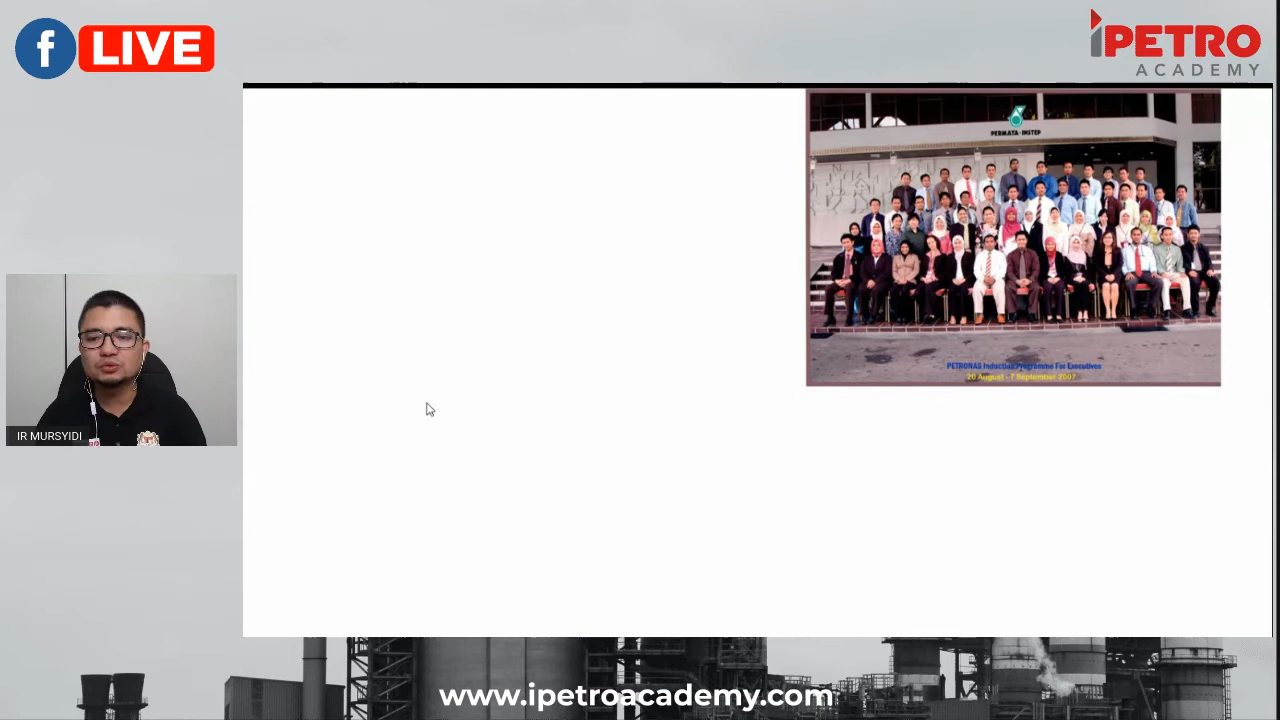 f LIVE
iPETRO
ACADEMY
PERMATA-INSTEP
PETRONAS Induction Programme For Executives
20 August - 7 September 2007
IR MURSYIDI
www.ipetroacademy.com